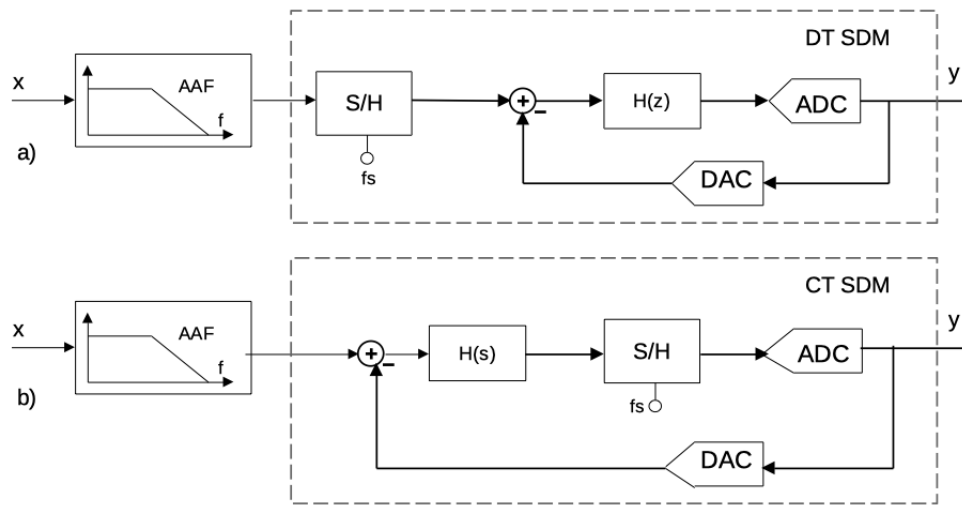 DT SDM
x
AAF
f
S/H
fs
+
−
H(z)
ADC
y
DAC
a)
CT SDM
x
AAF
f
+
−
H(s)
S/H
fs
ADC
y
DAC
b)